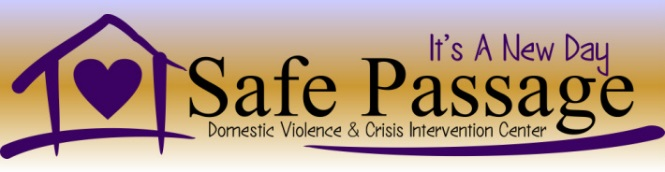 It's A New Day
Safe Passage
Domestic Violence & Crisis Intervention Center